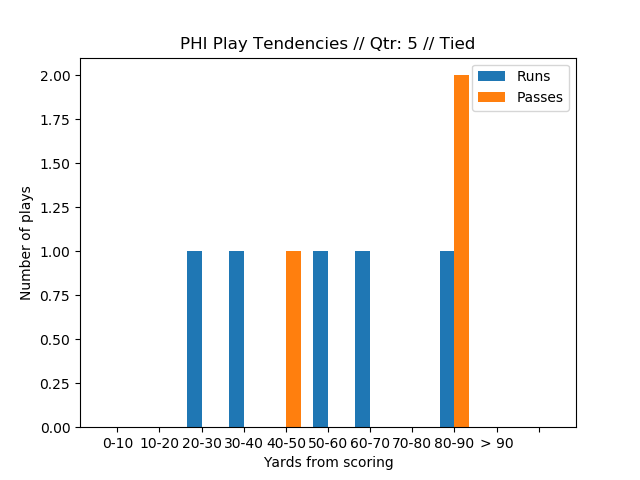 PHI Play Tendencies // Qtr: 5 // Tied
Runs
Passes
2.00
1.75
1.50
1.25
1.00
0.75
0.50
0.25
0.00
Number of plays
0-10 10-20 20-30 30-40 40-50 50-60 60-70 70-80 80-90 > 90
Yards from scoring